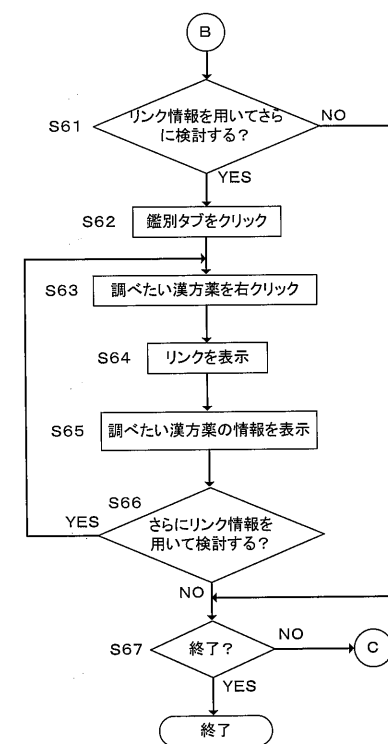 B
リンク情報を用いてさら
に検討する？
S61
NO
YES
S62
鑑別タブをクリック
S63
調べたい漢方薬を右クリック
S64
リンクを表示
S65
調べたい漢方薬の情報を表示
S66
YES
さらにリンク情報を
用いて検討する？
NO
S67
終了？
NO
C
YES
終了